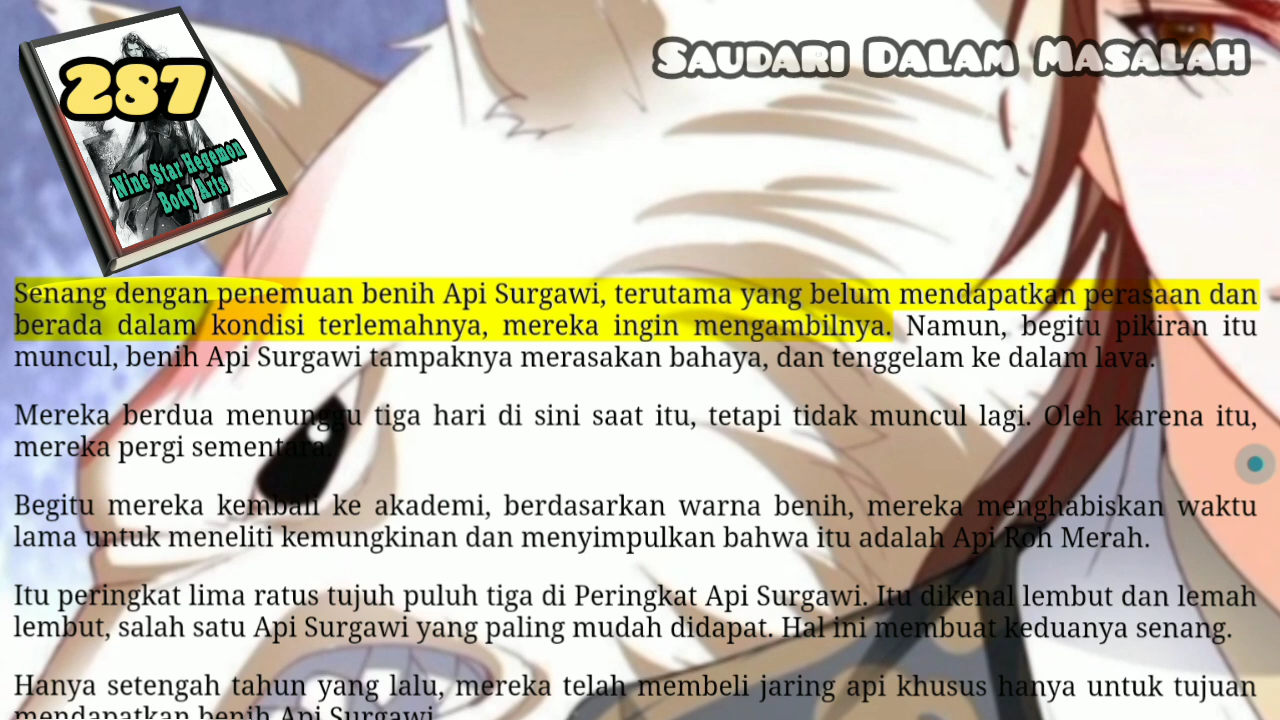 287
Nine Star Hegemon
Body Arts
Saudari Dalam Masalah
Senang dengan penemuan benih Api Surgawi, terutama yang belum mendapatkan perasaan dan
berada dalam kondisi terlemahnya, mereka ingin mengambilnya. Namun, begitu pikiran itu
muncul, benih Api Surgawi tampaknya merasakan bahaya, dan tenggelam ke dalam lava.
Mereka berdua menunggu tiga hari di sini saat itu, tetapi tidak muncul lagi. Oleh karena itu,
mereka pergi sementara.
Begitu mereka kembali ke akademi, berdasarkan warna benih, mereka menghabiskan waktu
lama untuk meneliti kemungkinan dan menyimpulkan bahwa itu adalah Api Roh Merah.
Itu peringkat lima ratus tujuh puluh tiga di Peringkat Api Surgawi. Itu dikenal lembut dan lemah
lembut, salah satu Api Surgawi yang paling mudah didapat. Hal ini membuat keduanya senang.
Hanya setengah tahun yang lalu, mereka telah membeli jaring api khusus hanya untuk tujuan
mendapatkan benih Api Surgawi.